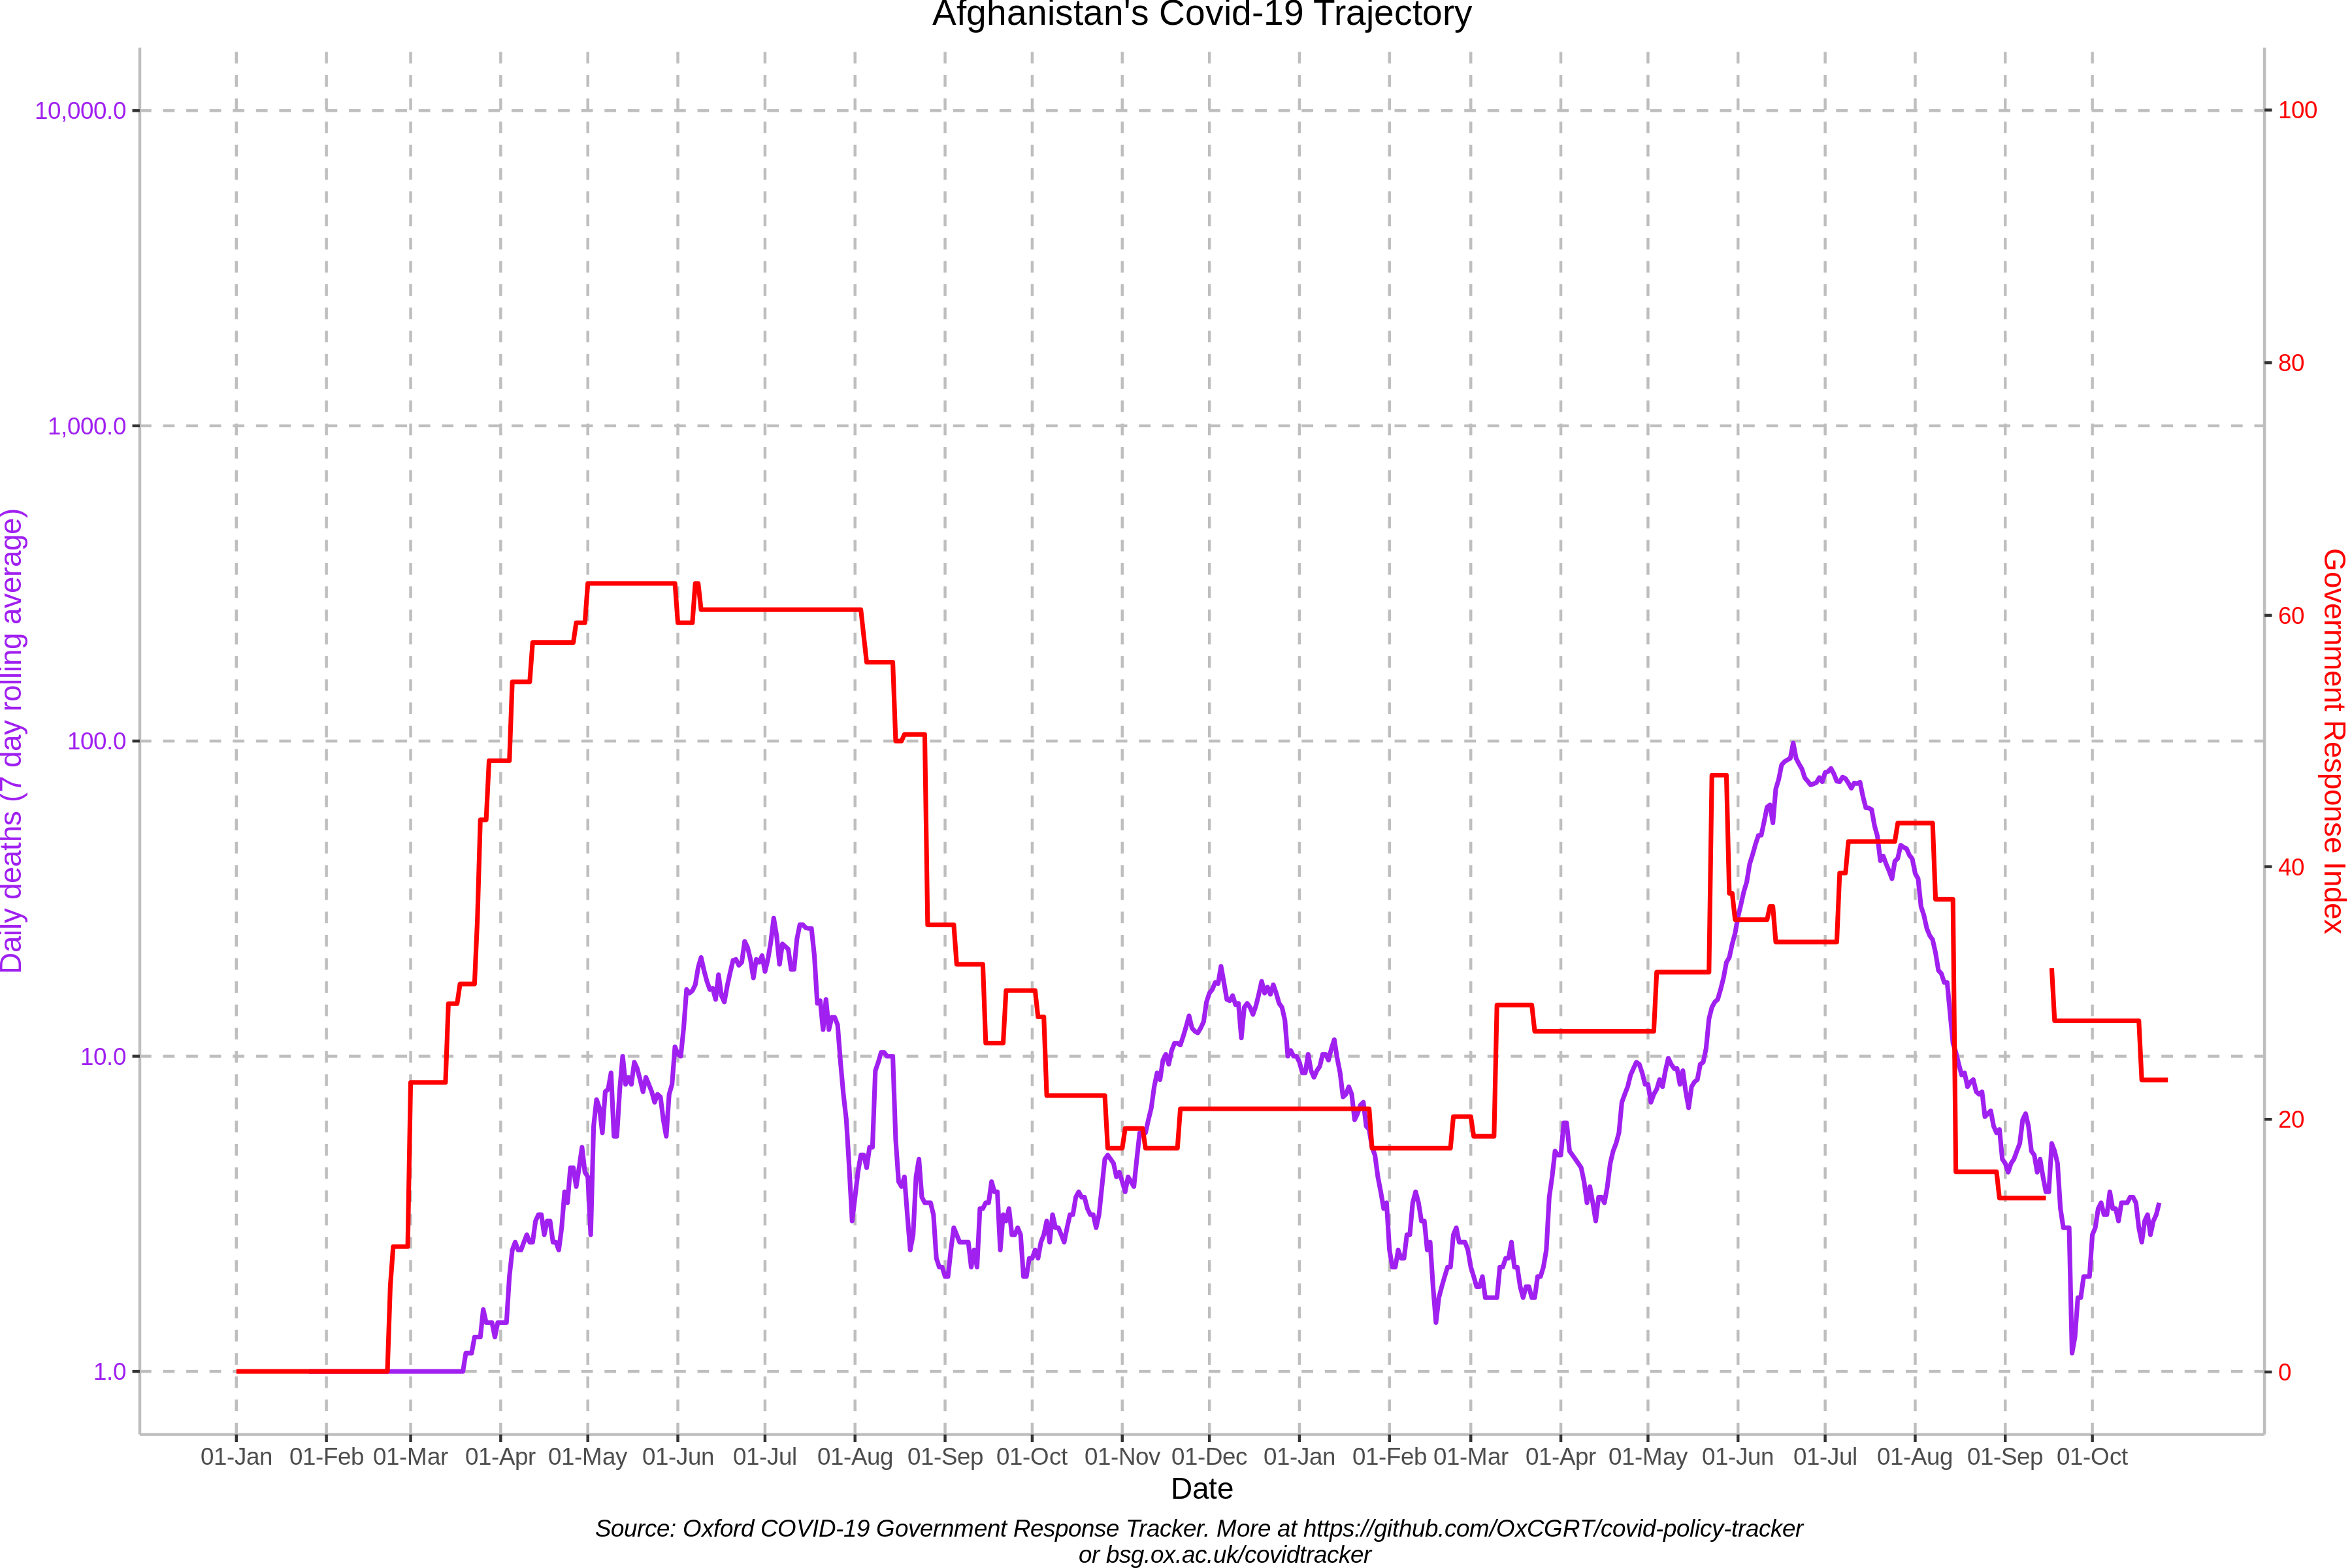 Afghanistan's Covid-19 Trajectory
Daily deaths (7 day rolling average)
10,000.0
1,000.0
100.0
10.0
1.0
100
80
60
40
20
0
Government Response Index
01-Jan 01-Feb 01-Mar 01-Apr 01-May 01-Jun 01-Jul 01-Aug 01-Sep 01-Oct 01-Nov 01-Dec 01-Jan 01-Feb 01-Mar 01-Apr 01-May 01-Jun 01-Jul 01-Aug 01-Sep 01-Oct
Date
Source: Oxford COVID-19 Government Response Tracker. More at https://github.com/OxCGRT/covid-policy-tracker
or bsg.ox.ac.uk/covidtracker